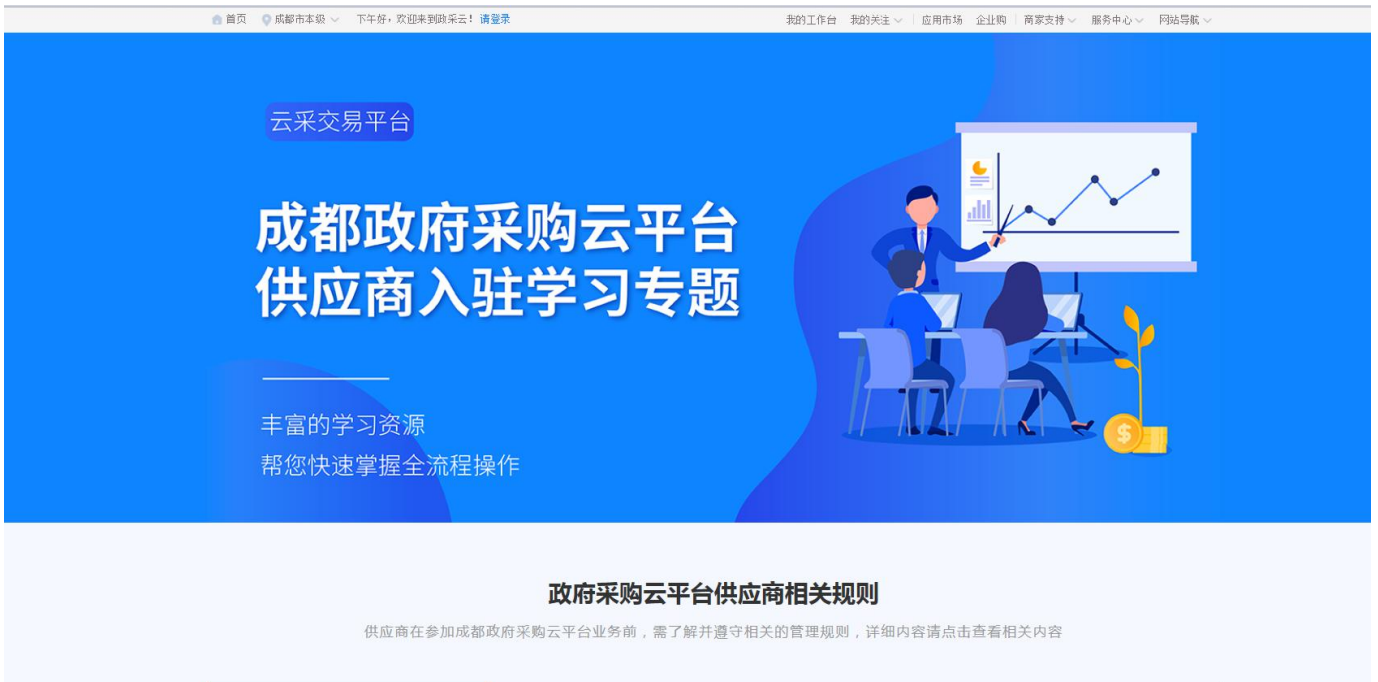 首页 成都市本级 下午好，欢迎来到政采云！请登录 我的工作台 我的关注 应用市场 企业购 商家支持 服务中心 网站导航
云采交易平台
成都政府采购云平台
供应商入驻学习专题
丰富的学习资源
帮您快速掌握全流程操作
$
政府采购云平台供应商相关规则
供应商在参加成都政府采购云平台业务前，需了解并遵守相关的管理规则，详细内容请点击查看相关内容